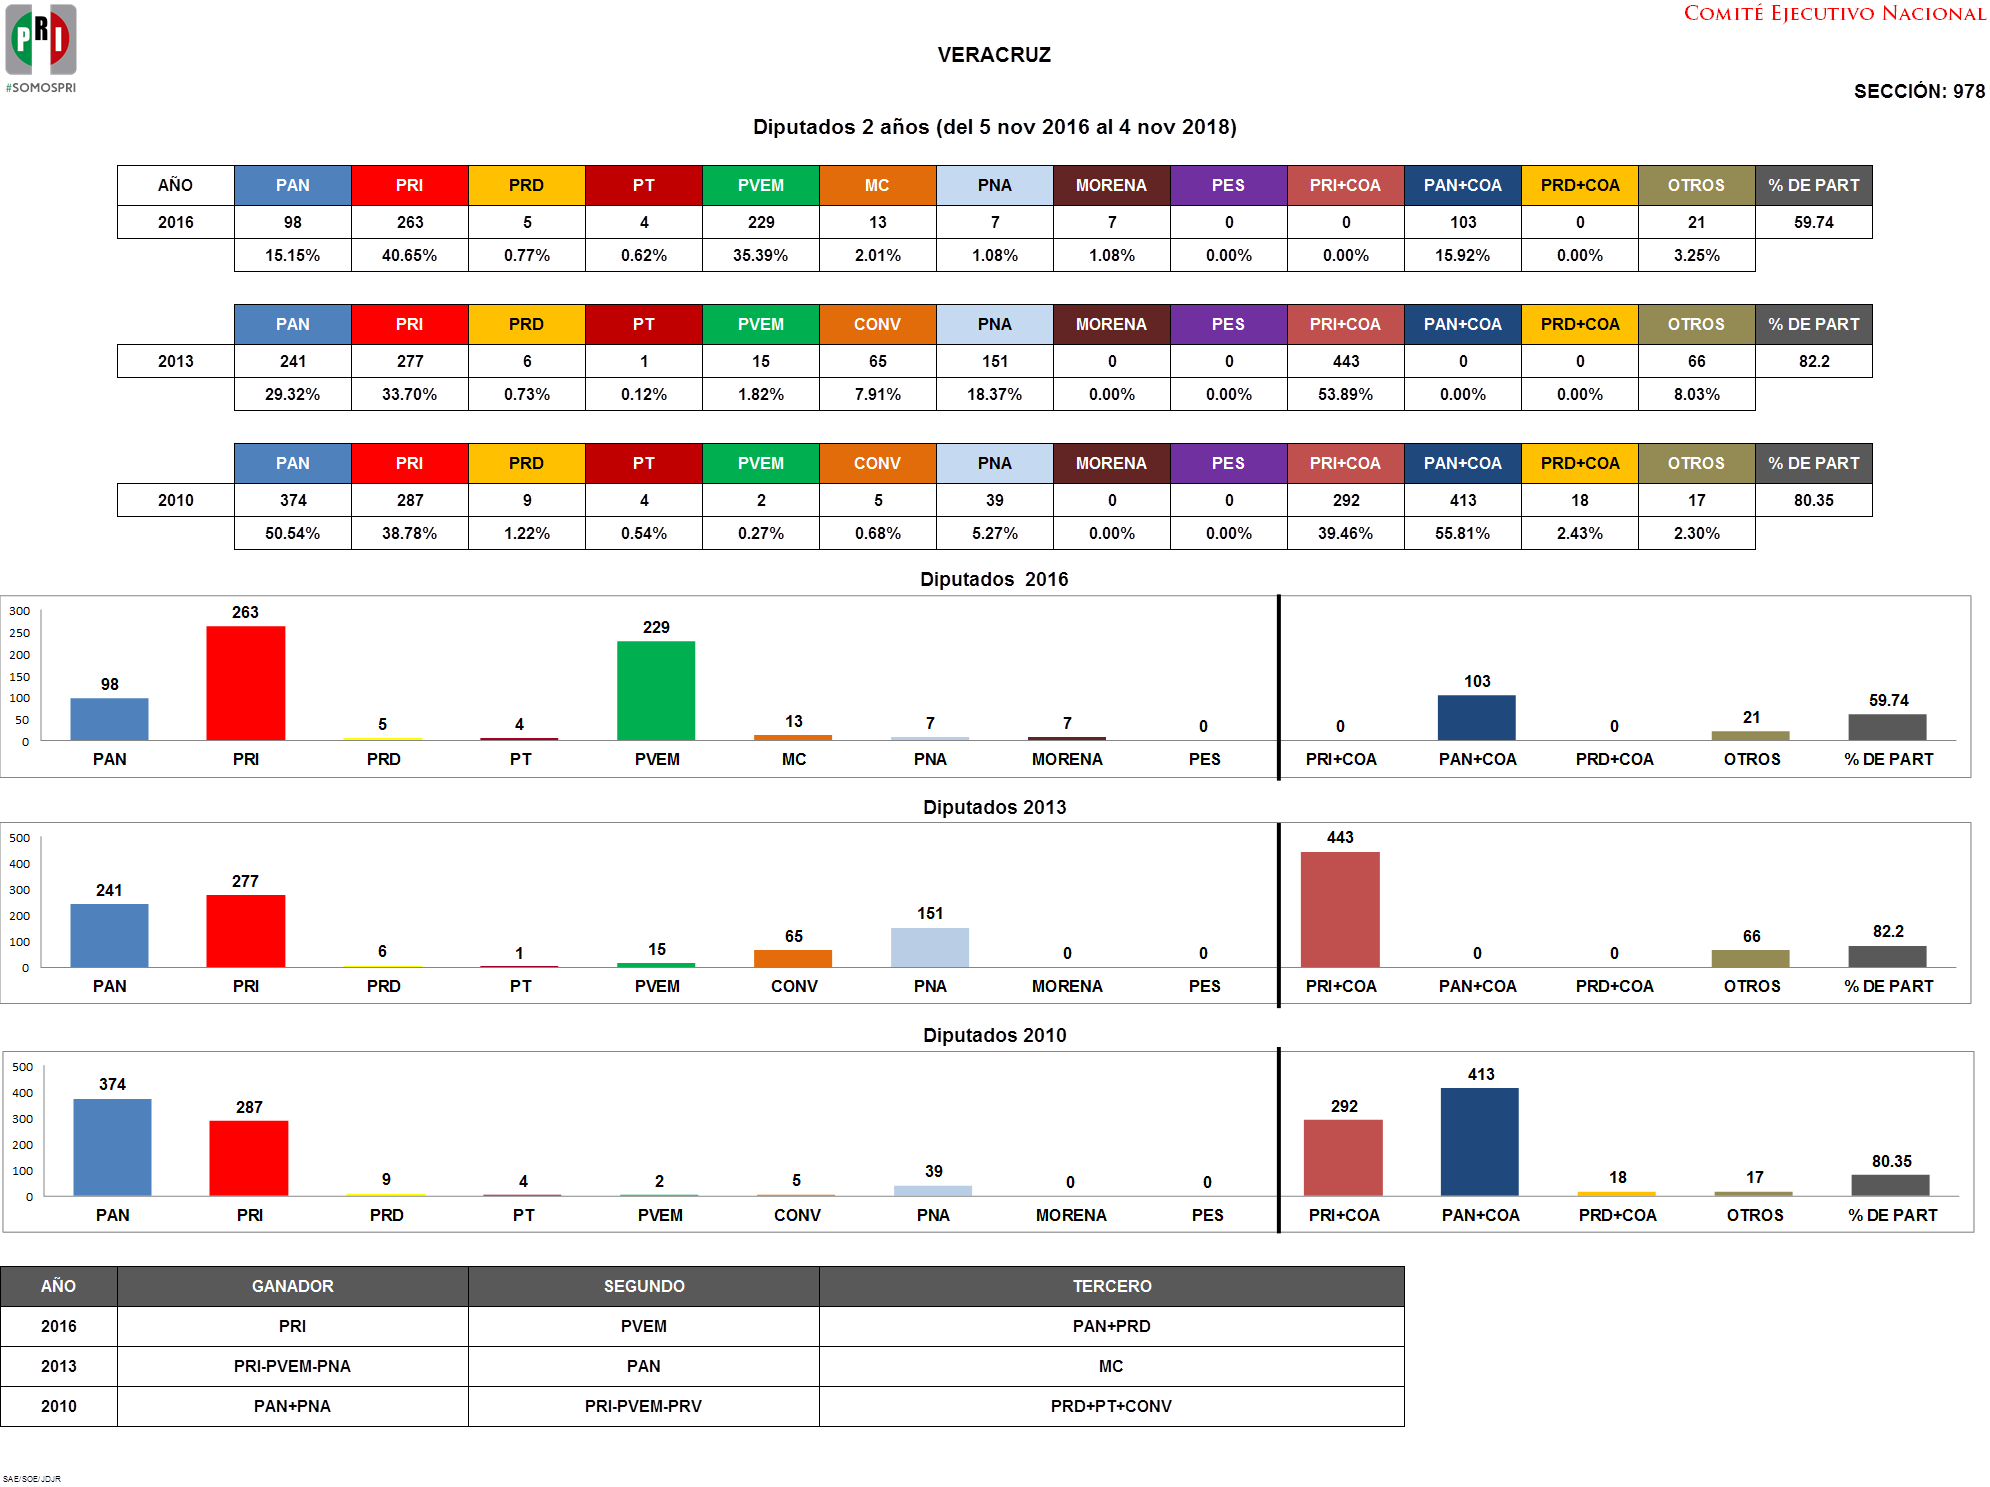 PRI
#SOMOSPRI
COMITÉ EJECUTIVO NACIONAL
VERACRUZ
SECCIÓN: 978
Diputados 2 años (del 5 nov 2016 al 4 nov 2018)
AÑO PAN PRI PRD PT PVEM MC PNA MORENA PES PRI+COA PAN+COA PRD+COA OTROS % DE PART
2016 98 263 5 4 229 13 7 7 0 0 103 0 21 59.74
15.15% 40.65% 0.77% 0.62% 35.39% 2.01% 1.08% 1.08% 0.00% 0.00% 15.92% 0.00% 3.25%
PAN PRI PRD PT PVEM CONV PNA MORENA PES PRI+COA PAN+COA PRD+COA OTROS % DE PART
2013 241 277 6 1 15 65 151 0 0 443 0 0 66 82.2
29.32% 33.70% 0.73% 0.12% 1.82% 7.91% 18.37% 0.00% 0.00% 53.89% 0.00% 0.00% 8.03%
PAN PRI PRD PT PVEM CONV PNA MORENA PES PRI+COA PAN+COA PRD+COA OTROS % DE PART
2010 374 287 9 4 2 5 39 0 0 292 413 18 17 80.35
50.54% 38.78% 1.22% 0.54% 0.27% 0.68% 5.27% 0.00% 0.00% 39.46% 55.81% 2.43% 2.30%
Diputados 2016
300
250
200
150
100
50
0
98 263 5 4 229 13 7 7 0 0 103 0 21 59.74
PAN PRI PRD PT PVEM MC PNA MORENA PES PRI+COA PAN+COA PRD+COA OTROS % DE PART
Diputados 2013
500
400
300
200
100
0
241 277 6 1 15 65 151 0 0 443 0 0 66 82.2
PAN PRI PRD PT PVEM CONV PNA MORENA PES PRI+COA PAN+COA PRD+COA OTROS % DE PART
Diputados 2010
500
400
300
200
100
0
374 287 9 4 2 5 39 0 0 292 413 18 17 80.35
PAN PRI PRD PT PVEM CONV PNA MORENA PES PRI+COA PAN+COA PRD+COA OTROS % DE PART
AÑO GANADOR SEGUNDO TERCERO
2016 PRI PVEM PAN+PRD
2013 PRI-PVEM-PNA PAN MC
2010 PAN+PNA PRI-PVEM-PRV PRD+PT+CONV
SAE/SOE/JDJR